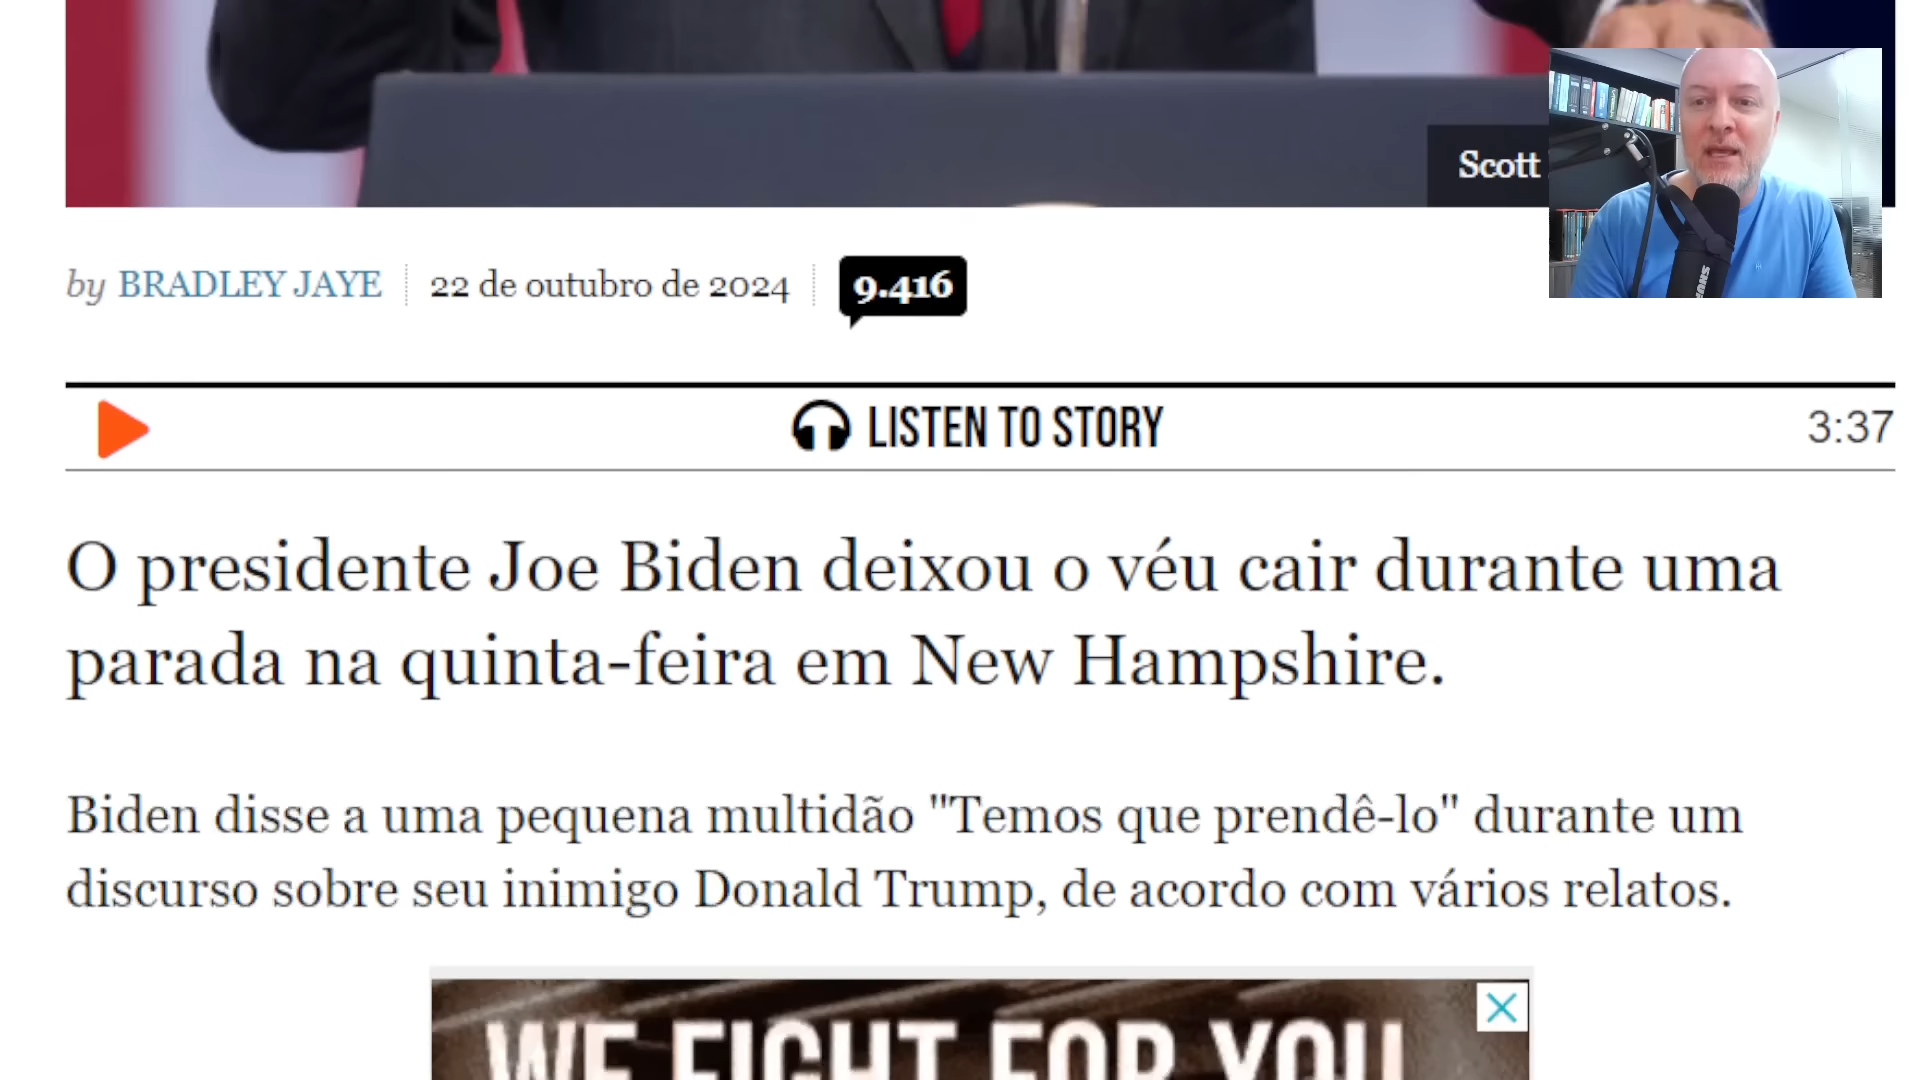 Scott
by BRADLEY JAYE 22 de outubro de 2024 9.416
LISTEN TO STORY 3:37
O presidente Joe Biden deixou o véu cair durante uma
parada na quinta-feira em New Hampshire.
Biden disse a uma pequena multidão "Temos que prendê-lo" durante um
discurso sobre seu inimigo Donald Trump, de acordo com vários relatos.
WE FIGHT FOR YOU